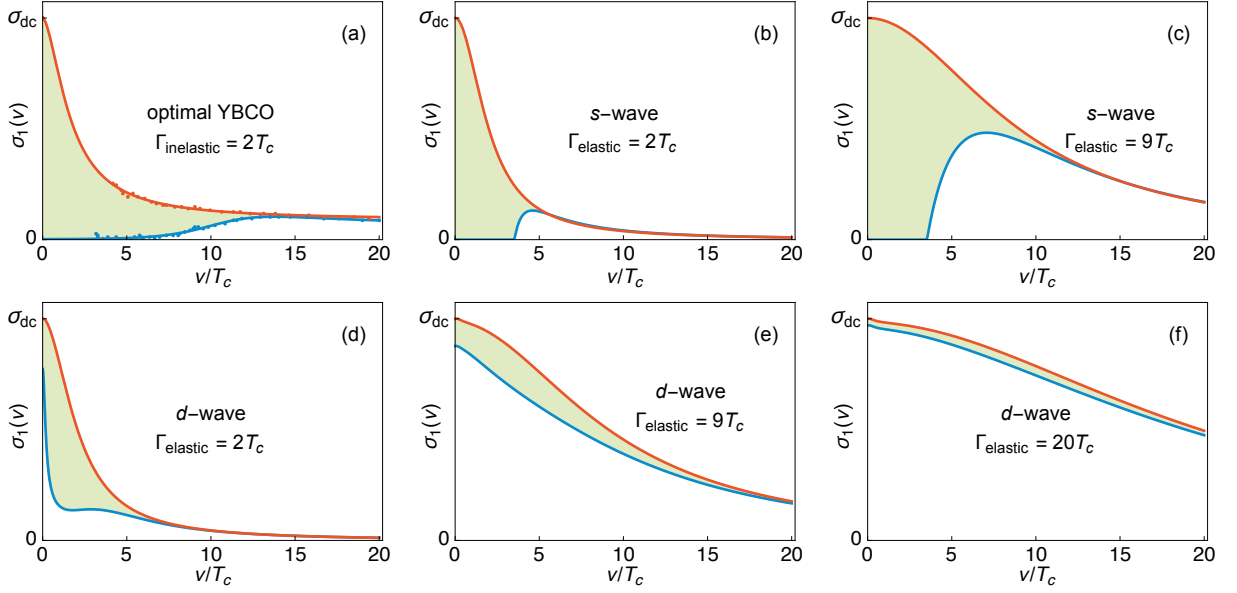 σdc
(a)
optimal YBCO
Γinelastic = 2Tc
σ1(ν)
0
0 5 10 15 20
ν/Tc
(b)
s−wave
Γelastic = 2Tc
σ1(ν)
0
0 5 10 15 20
ν/Tc
σdc
(c)
s−wave
Γelastic = 9Tc
σ1(ν)
0
0 5 10 15 20
ν/Tc
σdc
σdc
(d)
d−wave
Γelastic = 2Tc
σ1(ν)
0
0 5 10 15 20
ν/Tc
σdc
(e)
d−wave
Γelastic = 9Tc
σ1(ν)
0
0 5 10 15 20
ν/Tc
σdc
(f)
d−wave
Γelastic = 20Tc
σ1(ν)
0
0 5 10 15 20
ν/Tc